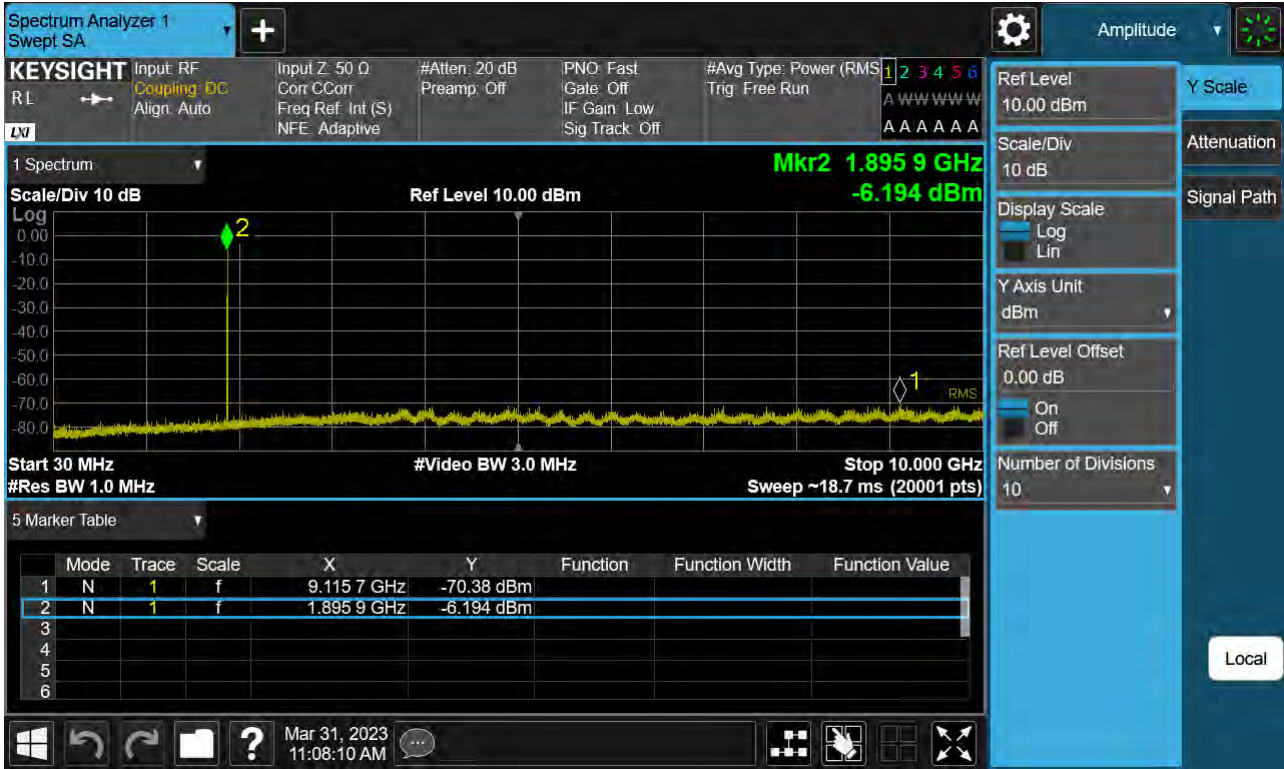 Spectrum Analyzer 1
Swept SA
Amplitude
KEYSIGHT
RL
LXI
Input: RF
Coupling: DC
Align: Auto
Input Z: 50 Ω
Corr CCorr
Freq Ref: Int (S)
NFE: Adaptive
#Atten: 20 dB
Preamp: Off
PNO: Fast
Gate: Off
IF Gain: Low
Sig Track: Off
#Avg Type: Power (RMS
Trig: Free Run
1 2 3 4 5 6
A W W W W W
A A A A A A
1 Spectrum
Mkr2 1.895 9 GHz
-6.194 dBm
Scale/Div 10 dB
Ref Level 10.00 dBm
Log
0.00
-10.0
-20.0
-30.0
-40.0
-50.0
-60.0
-70.0
-80.0
2
1
RMS
Start 30 MHz
#Video BW 3.0 MHz
Stop 10.000 GHz
#Res BW 1.0 MHz
Sweep ~18.7 ms (20001 pts)
5 Marker Table
Mode Trace Scale X Y Function Function Width Function Value
1 N 1 f 9.115 7 GHz -70.38 dBm
2 N 1 f 1.895 9 GHz -6.194 dBm
3
4
5
6
Ref Level
10.00 dBm
Scale/Div
10 dB
Display Scale
Log
Lin
Y Axis Unit
dBm
Ref Level Offset
0.00 dB
On
Off
Number of Divisions
10
Y Scale
Attenuation
Signal Path
Local
?
Mar 31, 2023
11:08:10 AM